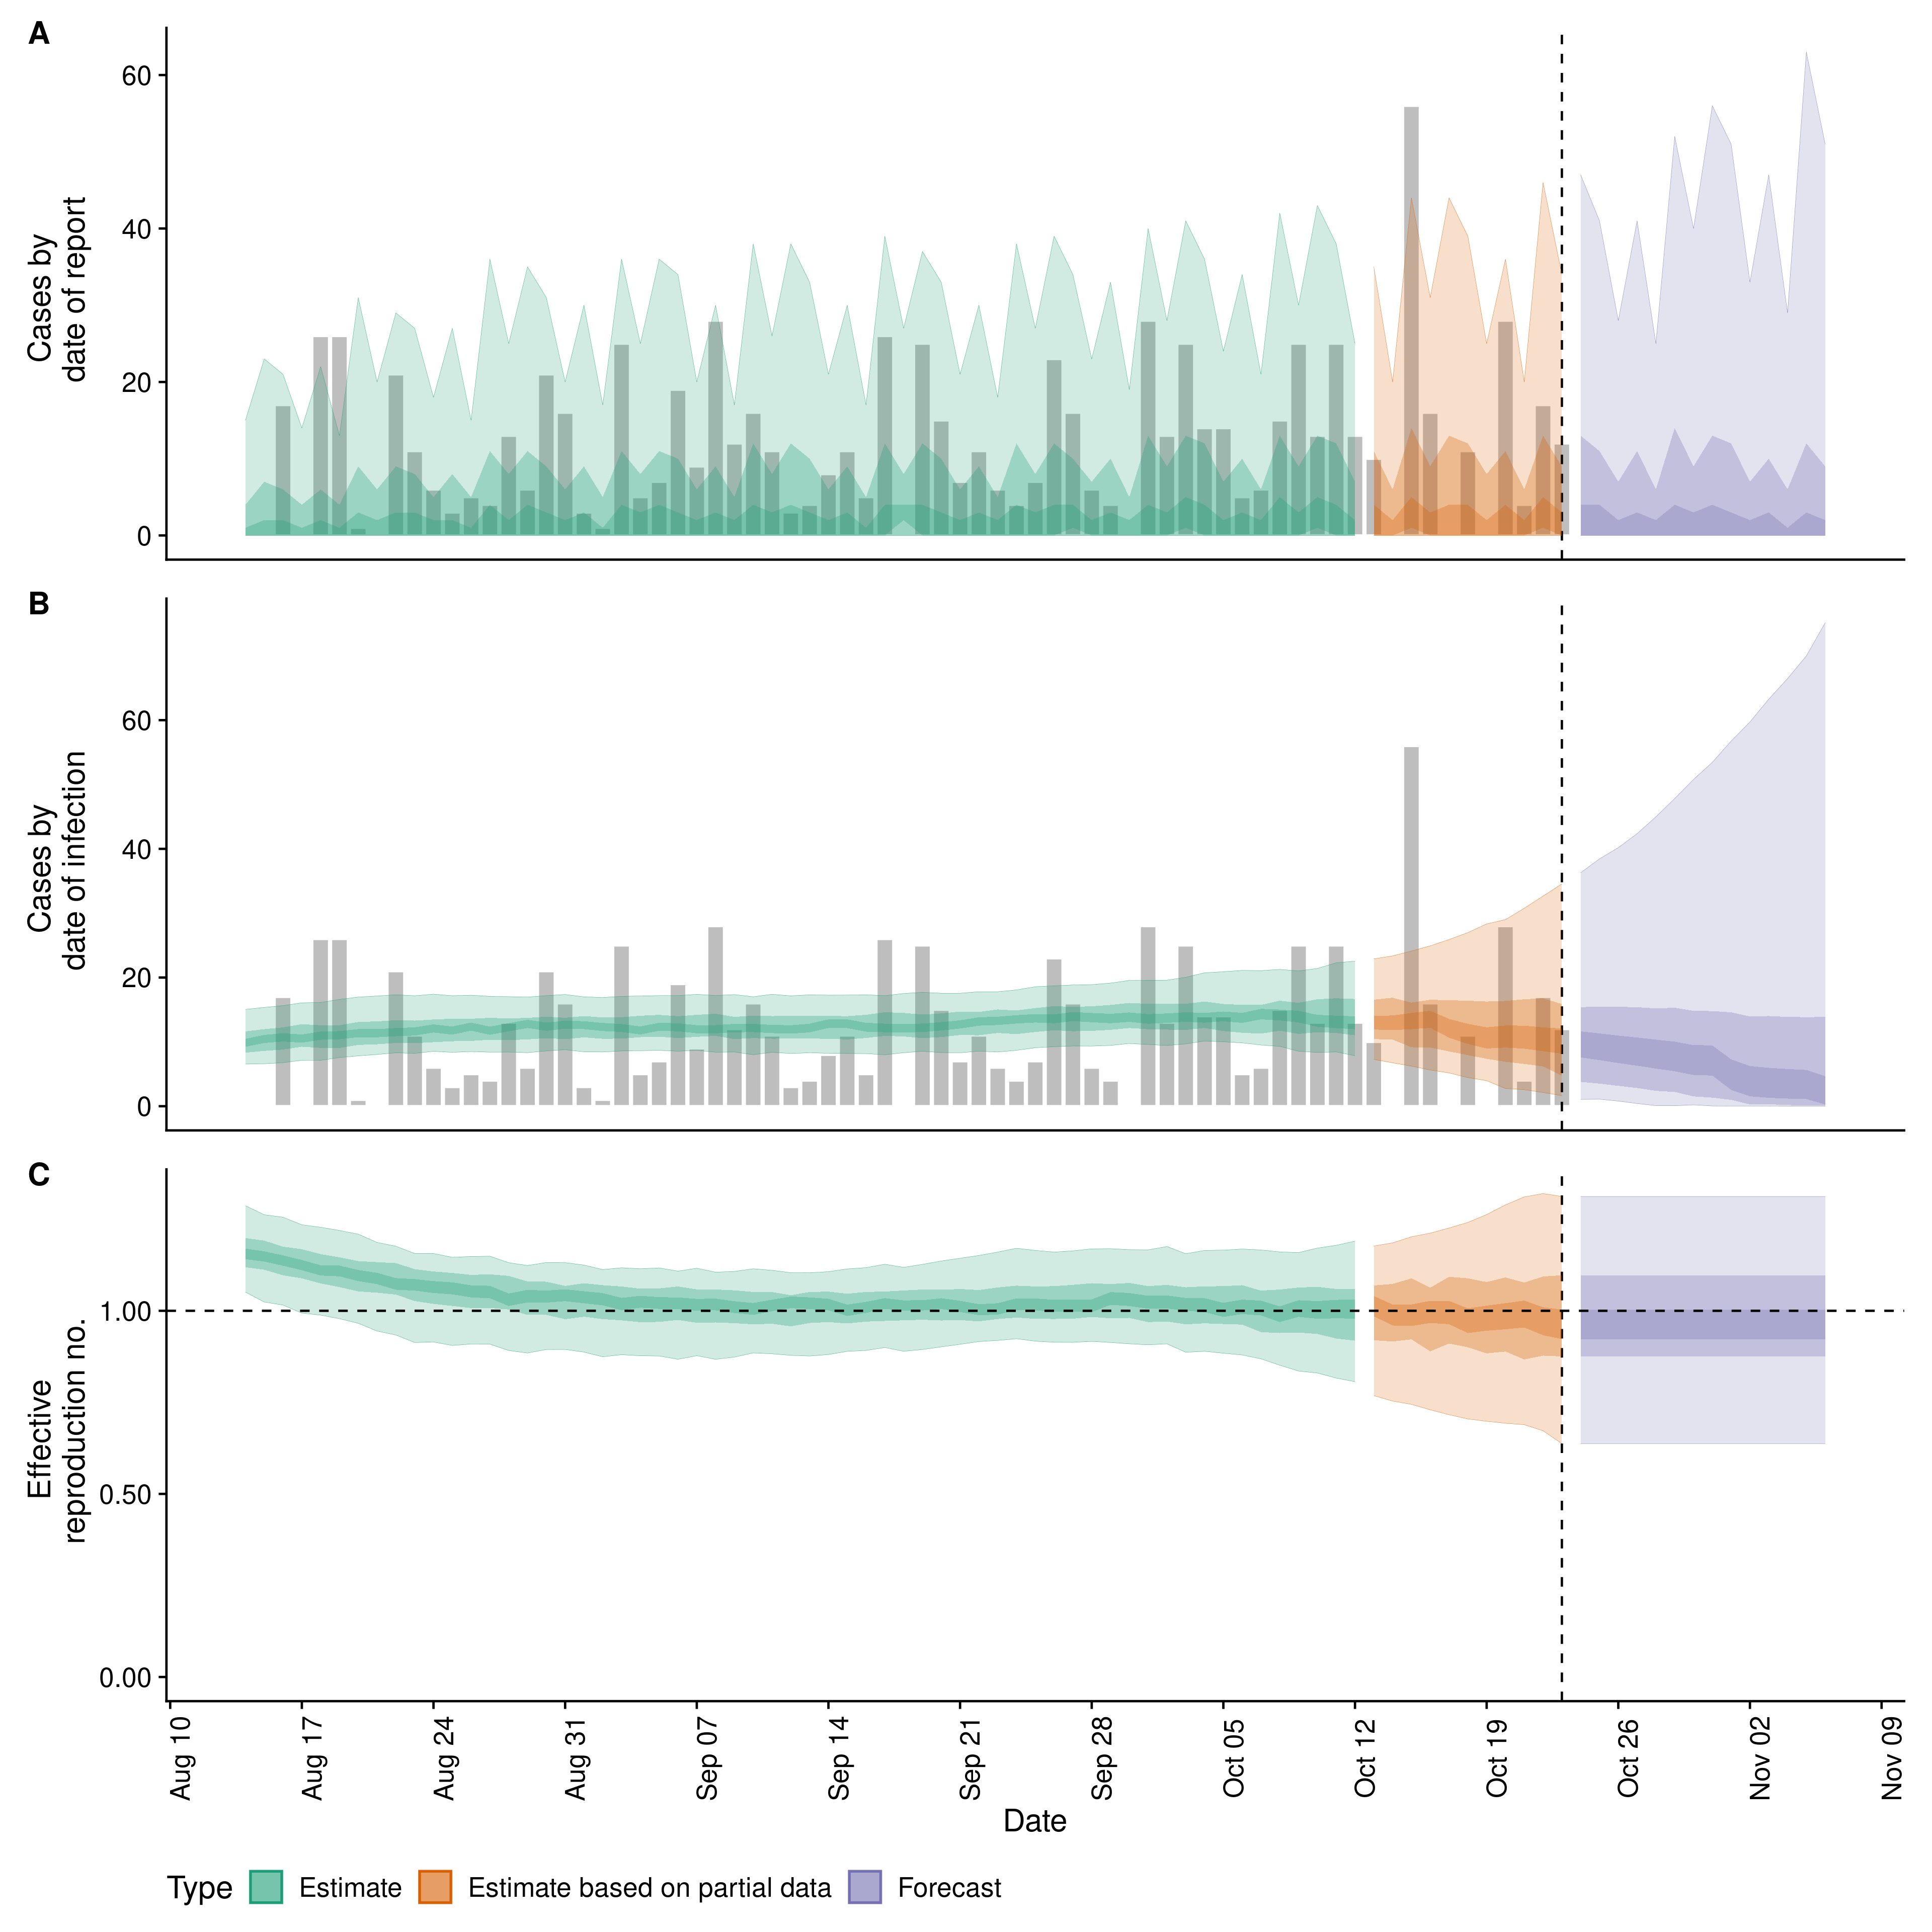 A
60
40
20
0
Cases by
date of report
B
60
40
20
0
Cases by
date of infection
C
1.00
0.50
0.00
Effective
reproduction no.
Aug 10
Aug 17
Aug 24
Aug 31
Sep 07
Sep 14
Sep 21
Sep 28
Oct 05
Oct 12
Oct 19
Oct 26
Nov 02
Nov 09
Date
Type Estimate Estimate based on partial data Forecast